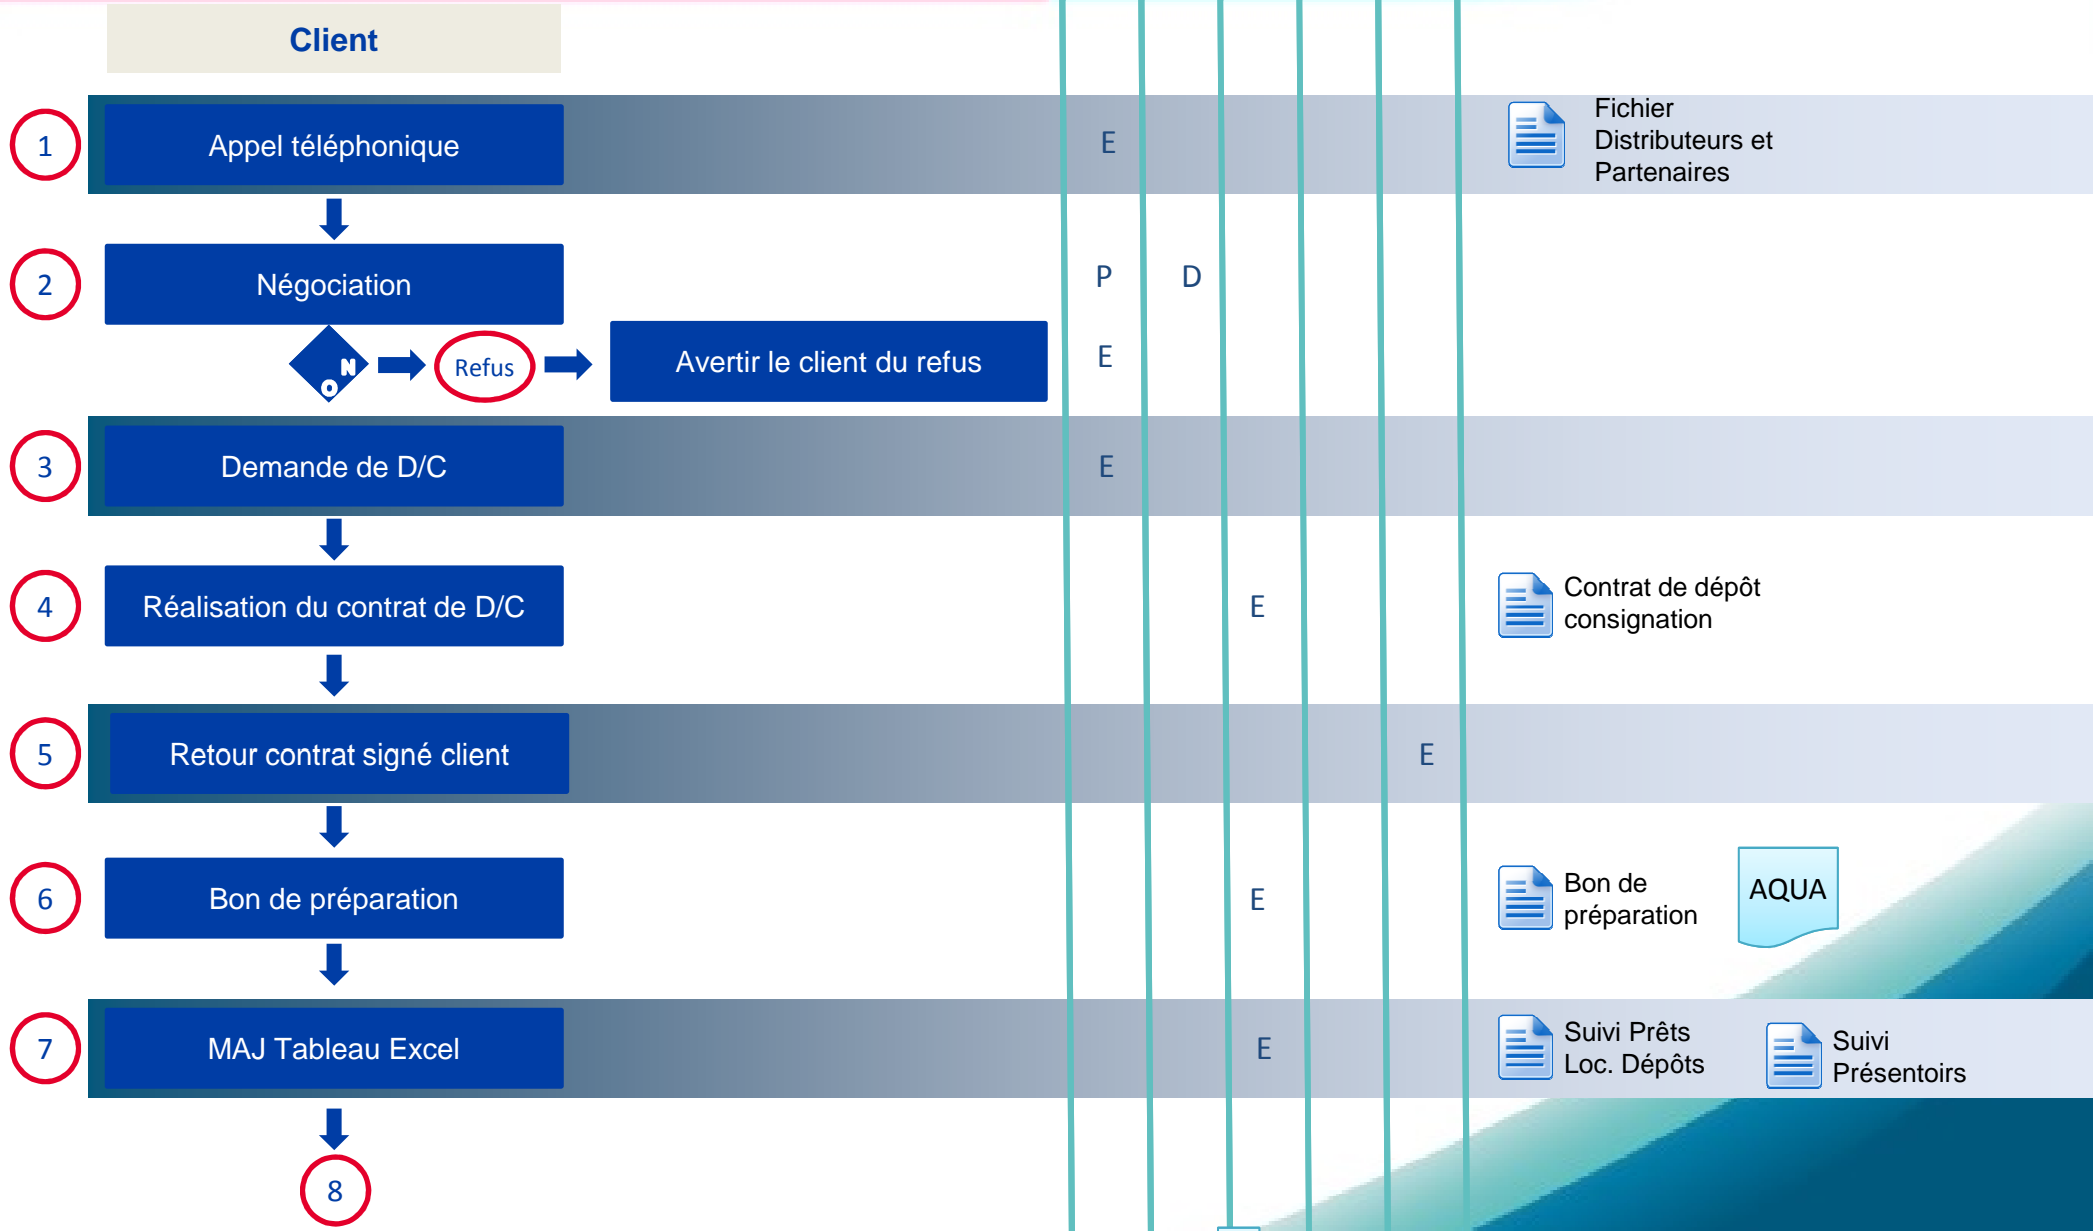 Client
1
Appel téléphonique
E
Fichier
Distributeurs et
Partenaires
2
Négociation
P
D
N
O
Refus
Avertir le client du refus
E
3
Demande de D/C
E
4
Réalisation du contrat de D/C
E
Contrat de dépôt
consignation
5
Retour contrat signé client
E
6
Bon de préparation
E
Bon de
préparation
AQUA
7
MAJ Tableau Excel
E
Suivi Prêts
Loc. Dépôts
Suivi
Présentoirs
8